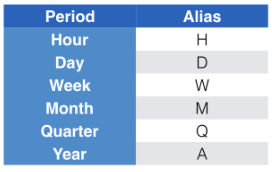 Period Alias
Hour H
Day D
Week W
Month M
Quarter Q
Year A